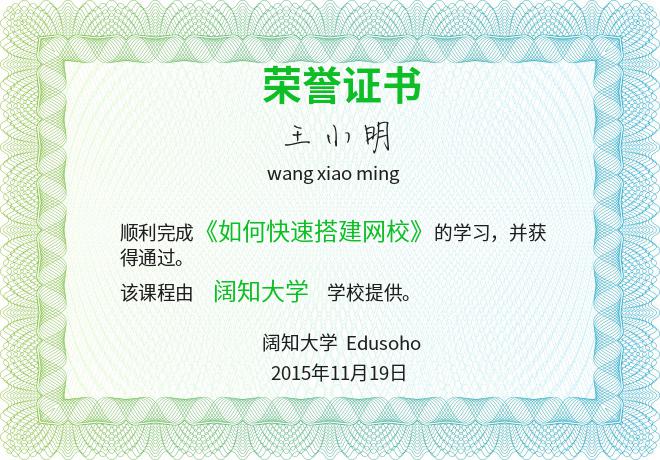 荣誉证书
王小明
wang xiao ming
顺利完成《如何快速搭建网校》的学习，并获
得通过。
该课程由 阔知大学 学校提供。
阔知大学 Edusoho
2015年11月19日